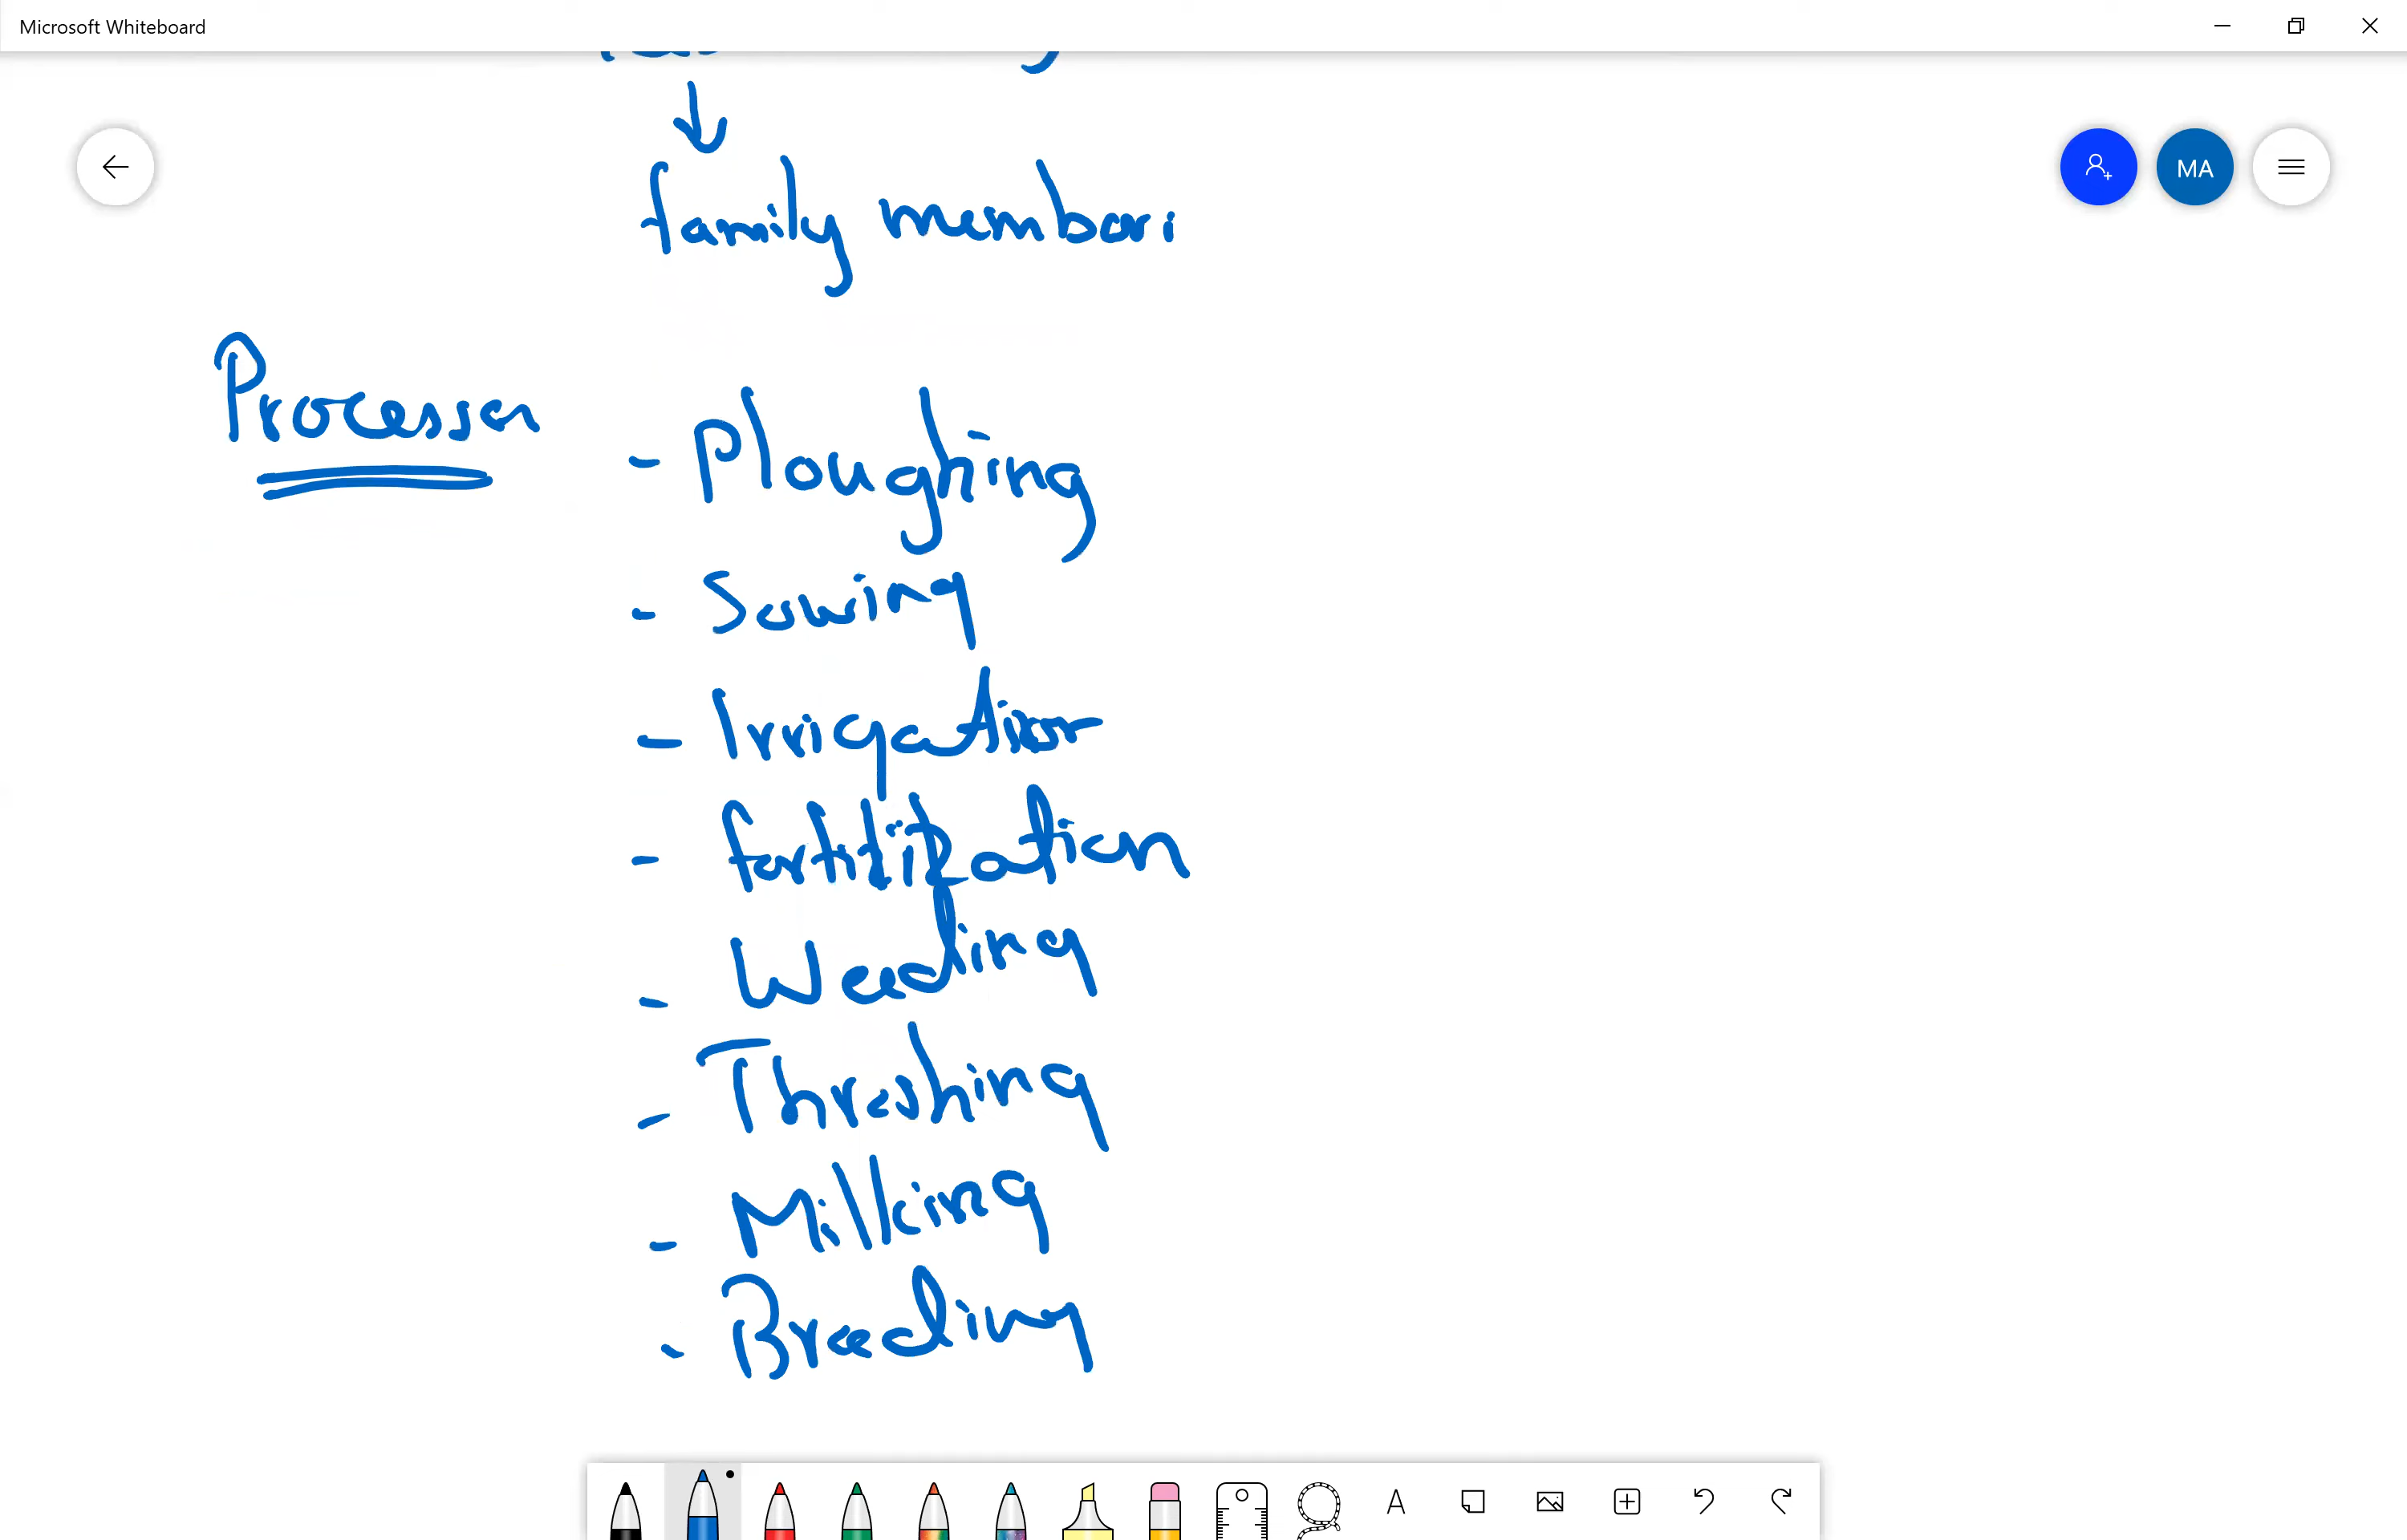 Microsoft Whiteboard
MA
family members
Processes
- Ploughing
- Sowing
- Irrigation
- fertilization
- Weeding
- Threshing
- Milking
- Breeding
A